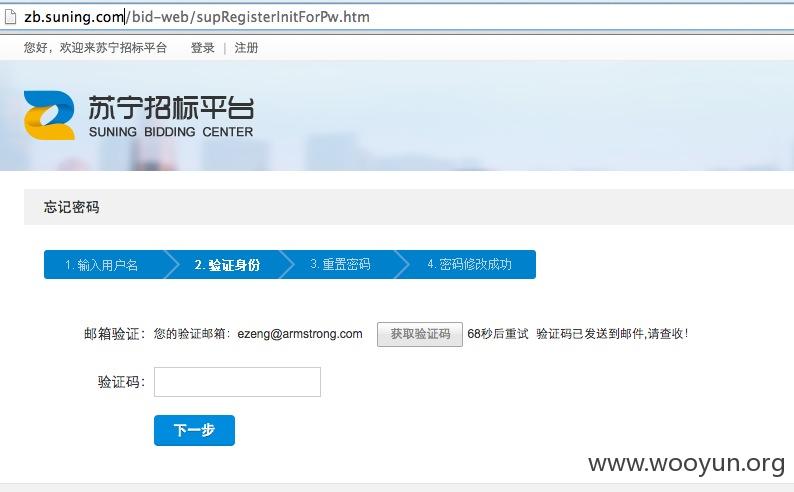 zb.suning.com/bid-web/supRegisterInitForPw.htm
您好，欢迎来苏宁招标平台 登录 | 注册
苏宁招标平台
SUNING BIDDING CENTER
忘记密码
1. 输入用户名 2. 验证身份 3. 重置密码 4. 密码修改成功
邮箱验证： 您的验证邮箱：ezeng@armstrong.com 获取验证码 68秒后重试 验证码已发送到邮件,请查收！
验证码：
下一步
www.wooyun.org